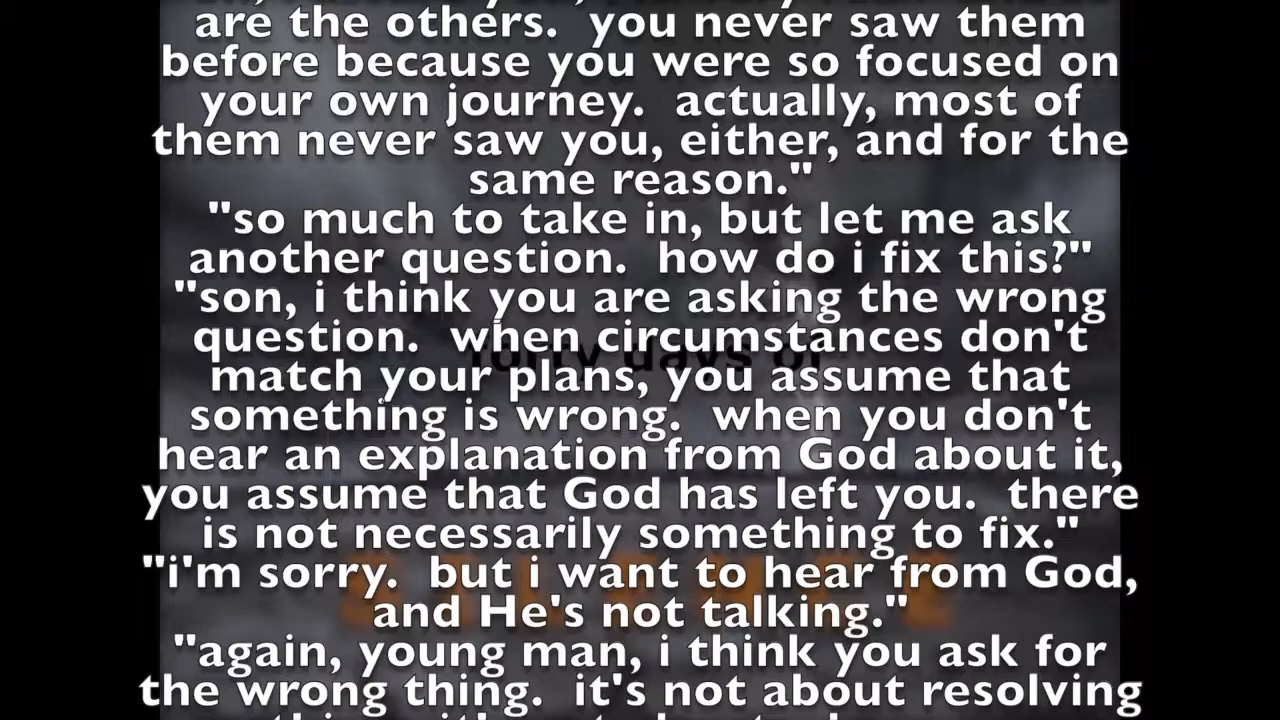 are the others.  you never saw them
before because you were so focused on
your own journey.  actually, most of
them never saw you, either, and for the
same reason."
"so much to take in, but let me ask
another question.  how do i fix this?"
"son, i think you are asking the wrong
question.  when circumstances don't
forty days of
match your plans, you assume that
something is wrong.  when you don't
hear an explanation from God about it,
you assume that God has left you.  there
is not necessarily something to fix."
"i'm sorry.  but i want to hear from God,
and He's not talking."
"again, young man, i think you ask for
the wrong thing.  it's not about resolving